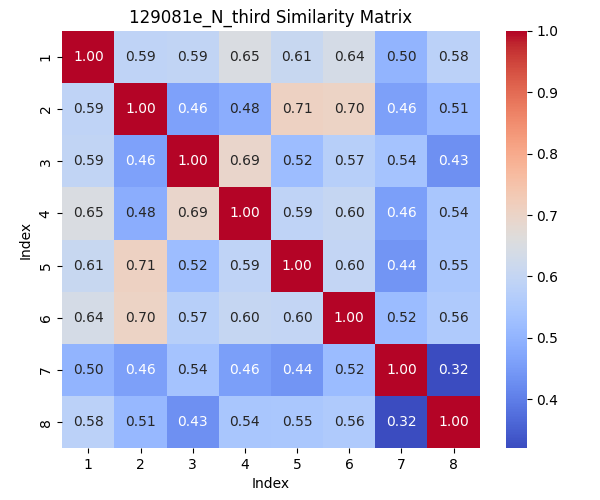 129081e_N_third Similarity Matrix
1 1.00 0.59 0.59 0.65 0.61 0.64 0.50 0.58
2 0.59 1.00 0.46 0.48 0.71 0.70 0.46 0.51
3 0.59 0.46 1.00 0.69 0.52 0.57 0.54 0.43
4 0.65 0.48 0.69 1.00 0.59 0.60 0.46 0.54
5 0.61 0.71 0.52 0.59 1.00 0.60 0.44 0.55
6 0.64 0.70 0.57 0.60 0.60 1.00 0.52 0.56
7 0.50 0.46 0.54 0.46 0.44 0.52 1.00 0.32
8 0.58 0.51 0.43 0.54 0.55 0.56 0.32 1.00
1 2 3 4 5 6 7 8
Index
Index
1.0
0.9
0.8
0.7
0.6
0.5
0.4